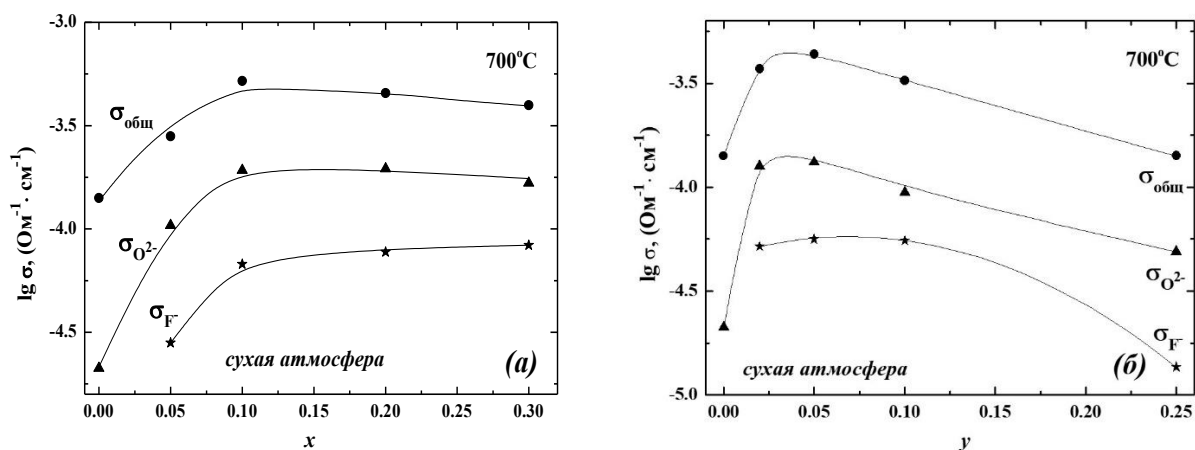 -3.0
-3.5
-4.0
-4.5
lg σ, (Ом⁻¹· см⁻¹)
700°C
σобщ
σO²⁻
σF⁻
сухая атмосфера
(а)
0.00 0.05 0.10 0.15 0.20 0.25 0.30
x
-3.5
-4.0
-4.5
-5.0
lg σ, (Ом⁻¹· см⁻¹)
700°C
σобщ
σO²⁻
σF⁻
сухая атмосфера
(б)
0.00 0.05 0.10 0.15 0.20 0.25
y